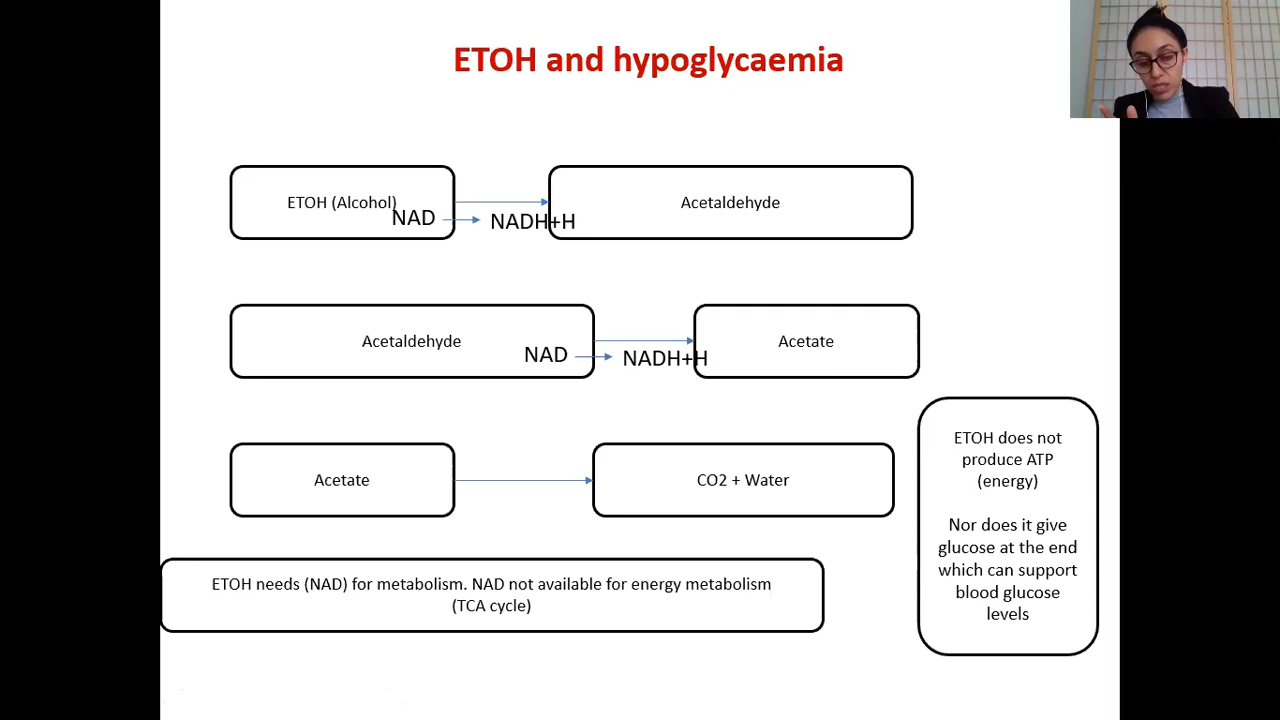 ETOH and hypoglycaemia
ETOH (Alcohol)
NAD
NADH+H
Acetaldehyde
Acetaldehyde
NAD
NADH+H
Acetate
Acetate
CO2 + Water
ETOH does not
produce ATP
(energy)
Nor does it give
glucose at the end
which can support
blood glucose
levels
ETOH needs (NAD) for metabolism. NAD not available for energy metabolism
(TCA cycle)